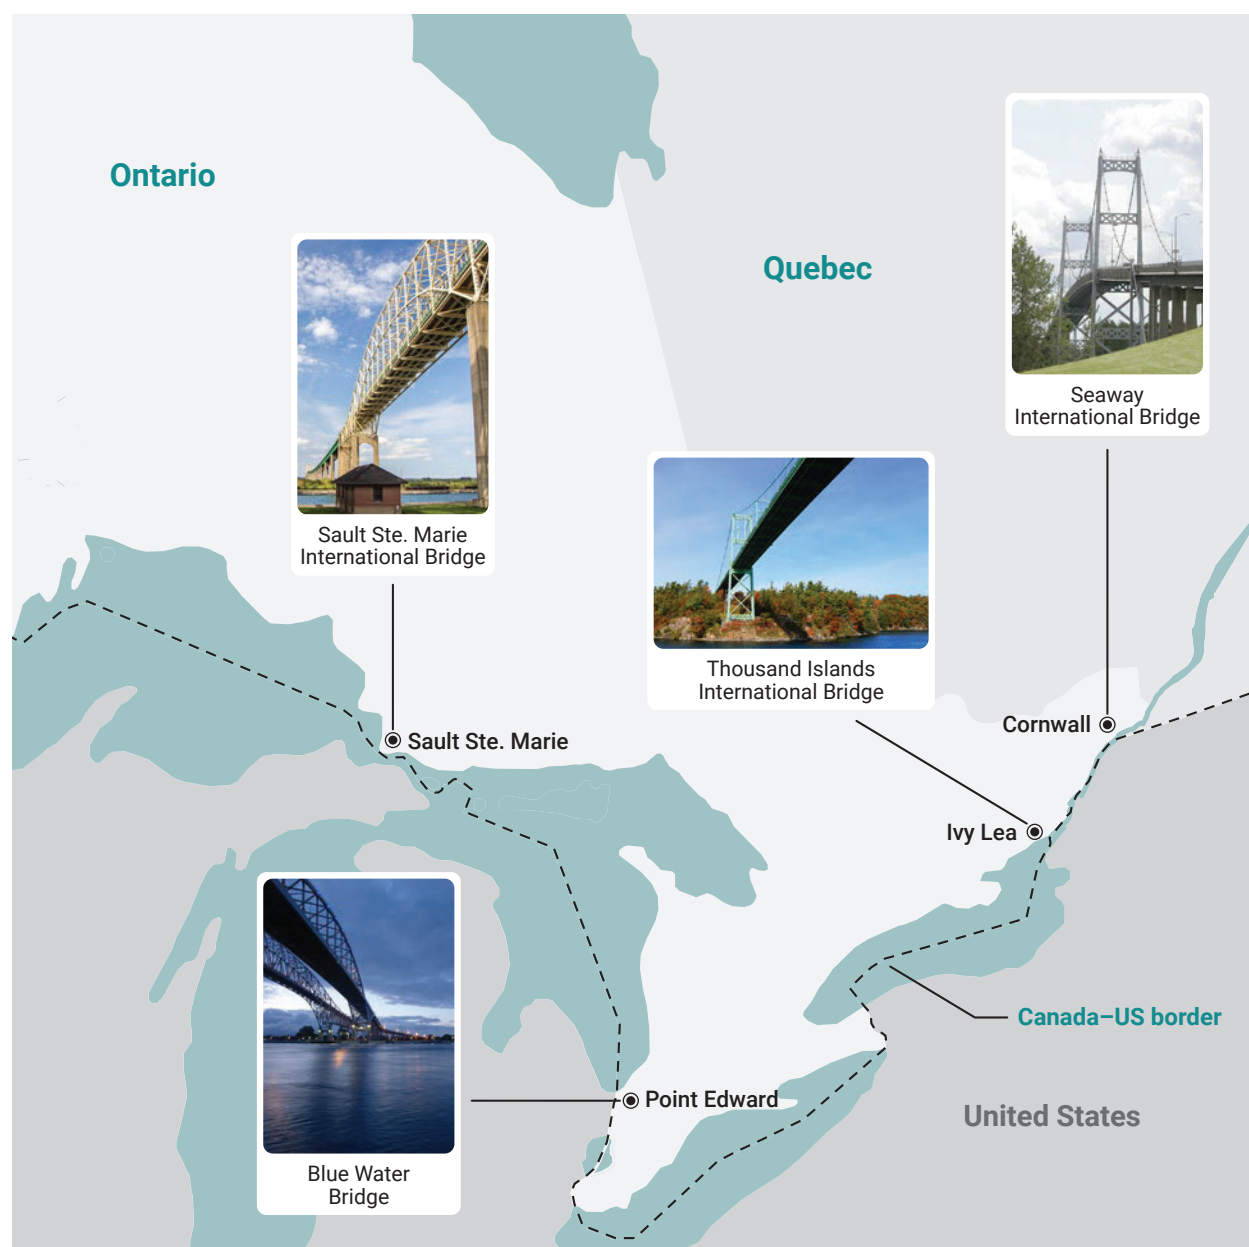 Ontario
Quebec
Seaway
International Bridge
Sault Ste. Marie
International Bridge
Thousand Islands
International Bridge
Cornwall
Sault Ste. Marie
Ivy Lea
Canada–US border
Point Edward
United States
Blue Water
Bridge